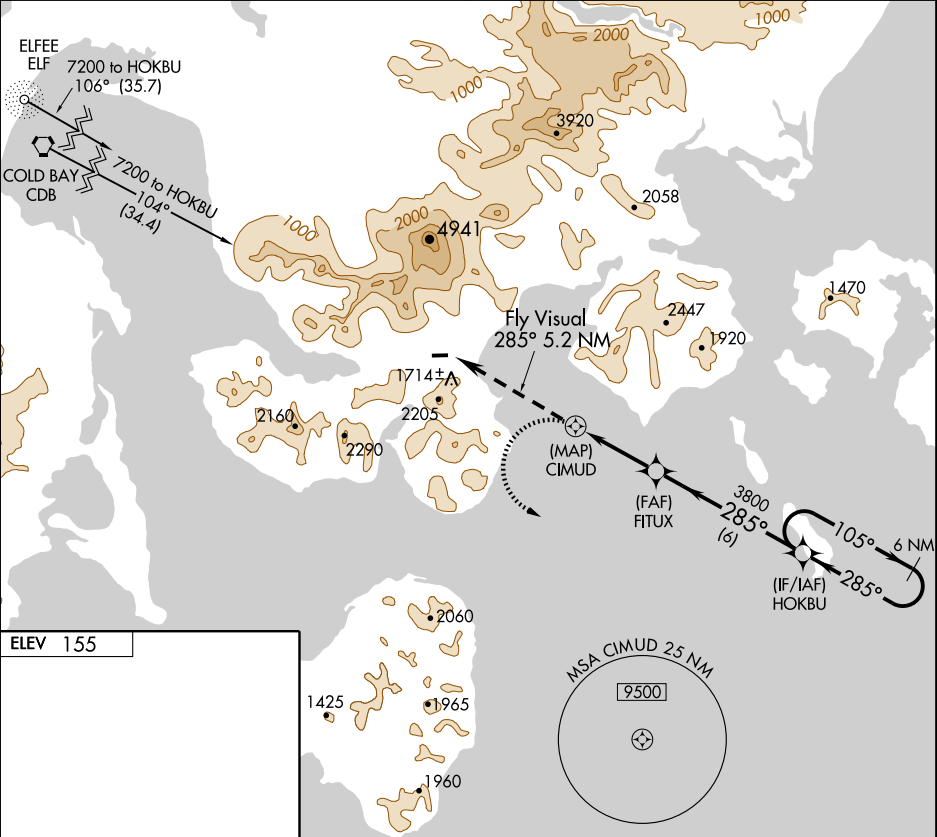 1000
2000
ELFEE
ELF
7200 to HOKBU
106° (35.7)
1000
3920
COLD BAY
CDB
7200 to HOKBU
104°
(34.4)
2058
1000
2000
4941
1470
Fly Visual
285° 5.2 NM
2447
1920
1714±
2205
2160
2290
(MAP)
CIMUD
(FAF)
FITUX
3800
285°
(6)
105°
6 NM
285°
(IF/IAF)
HOKBU
2060
ELEV 155
MSA CIMUD 25 NM
9500
1425
1965
1960